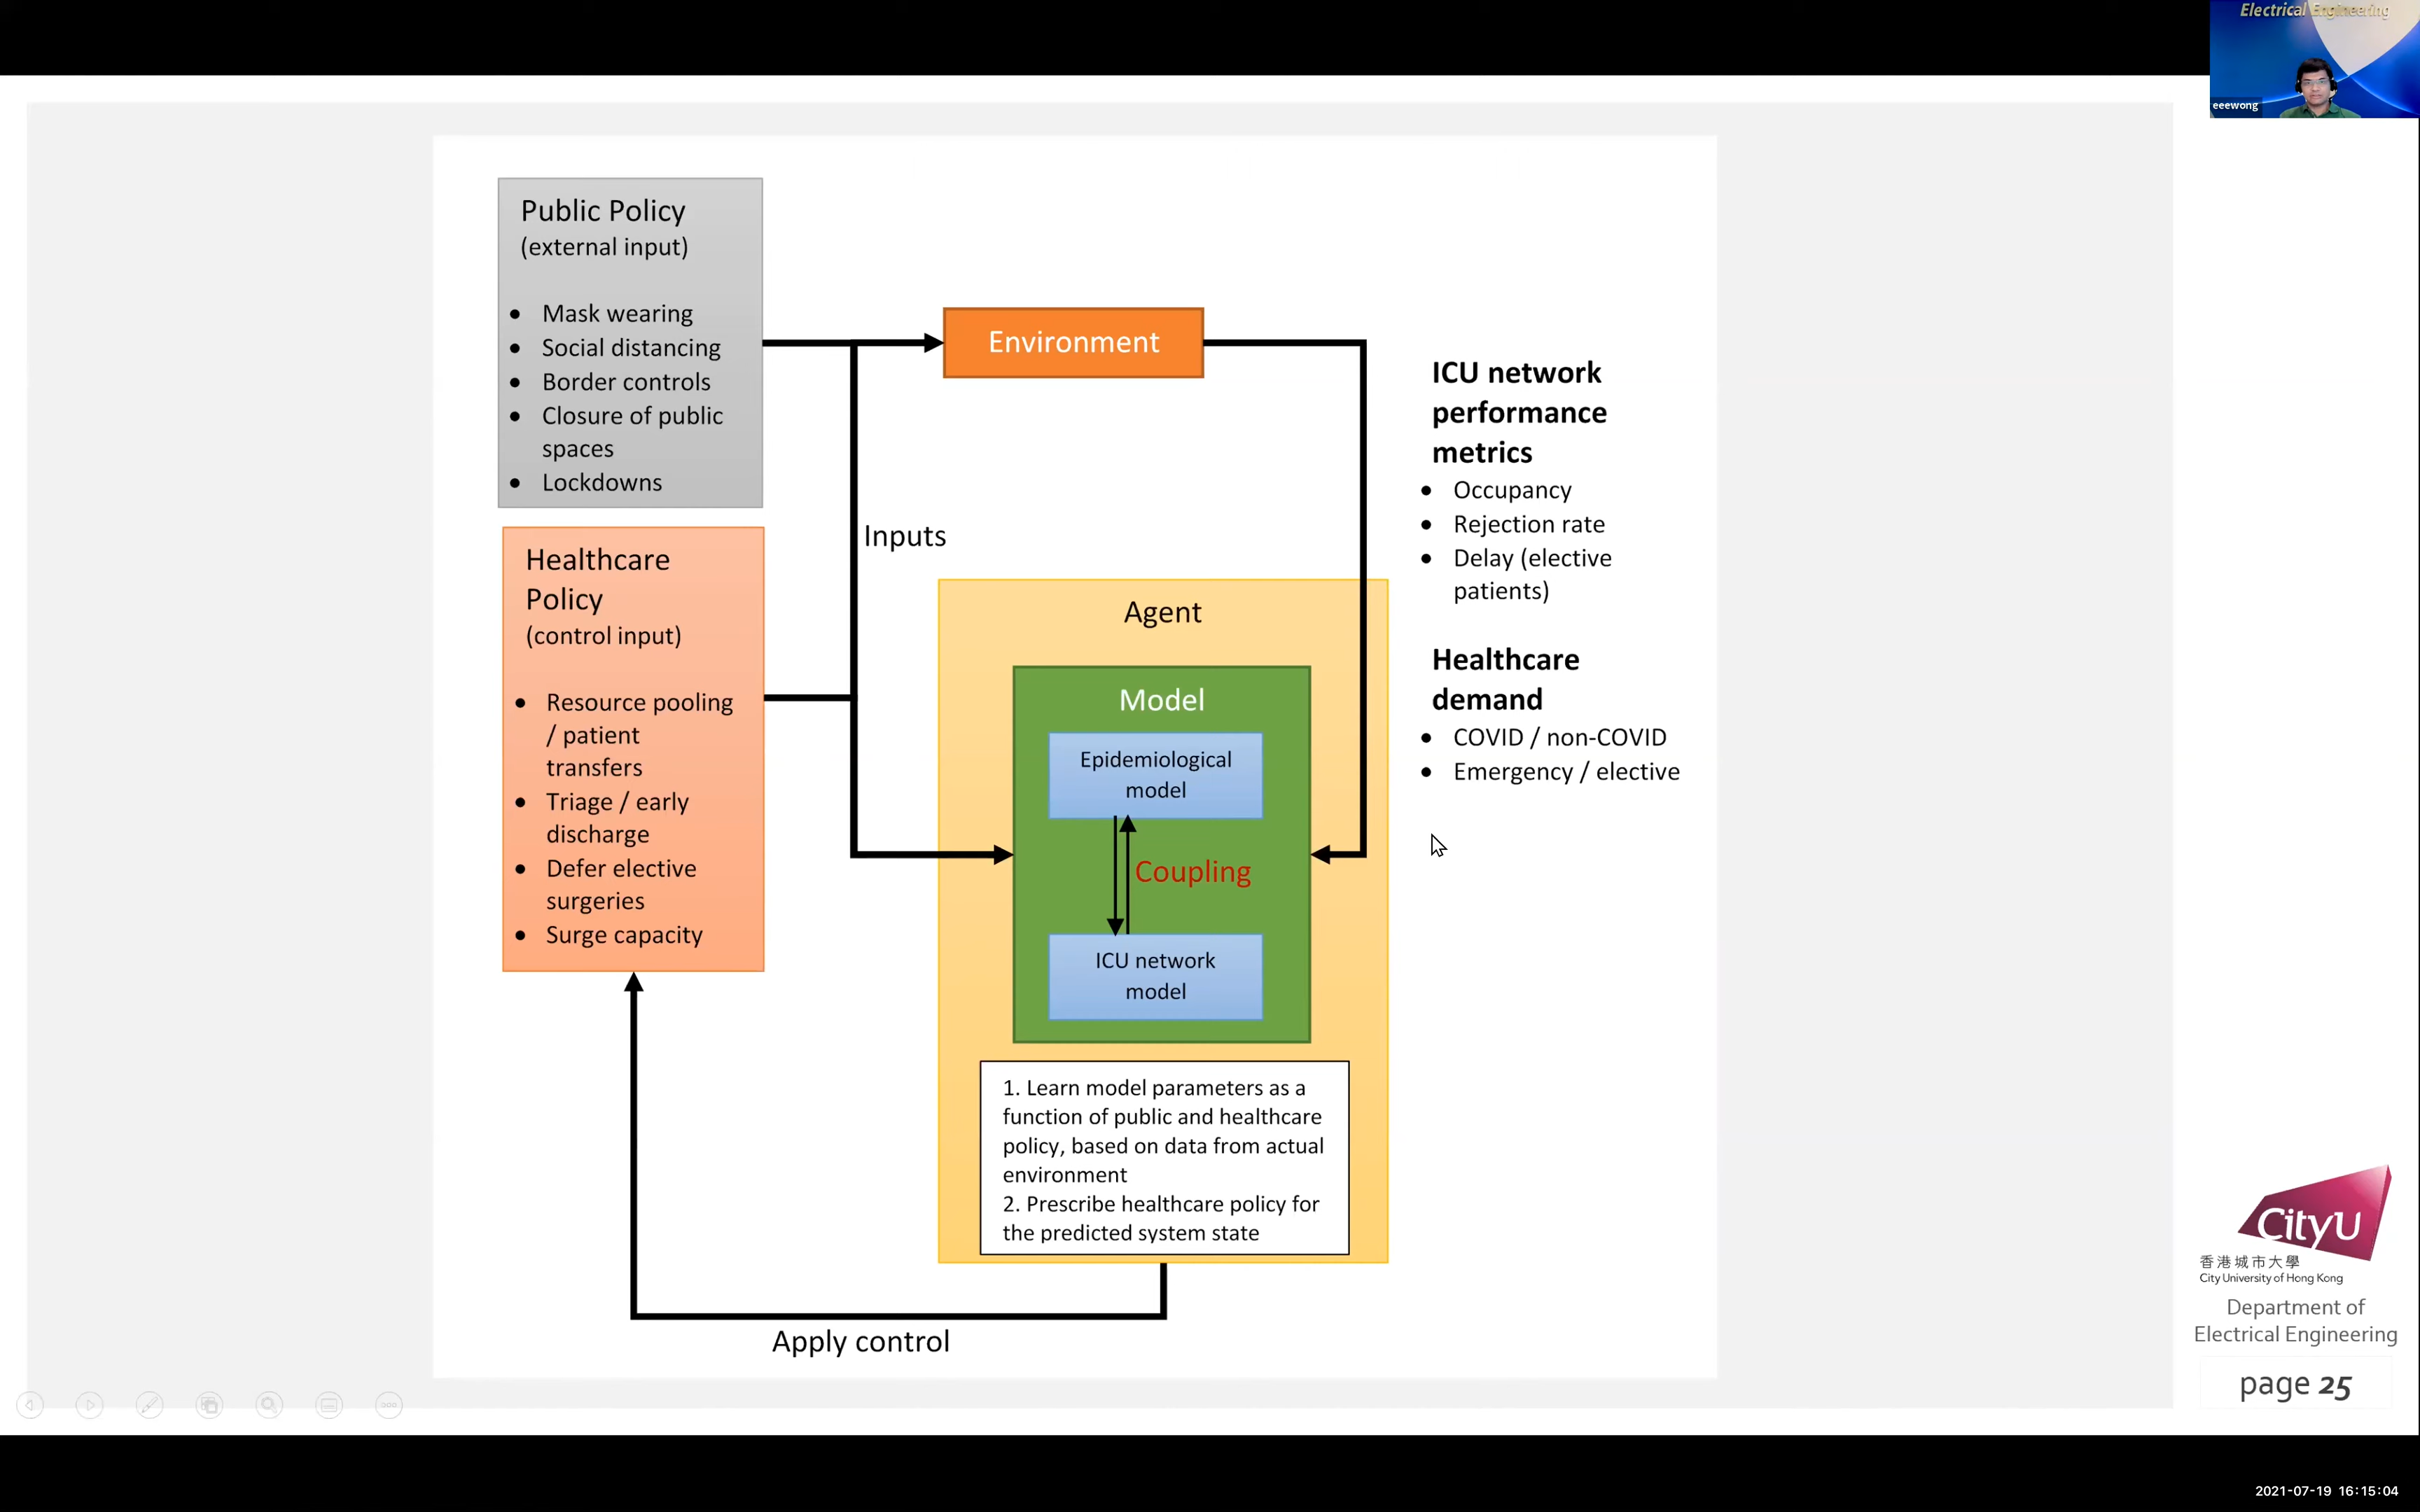 Electrical Engineering
eeewong
Public Policy
(external input)
• Mask wearing
• Social distancing
• Border controls
• Closure of public
spaces
• Lockdowns
Healthcare
Policy
(control input)
• Resource pooling
/ patient
transfers
• Triage / early
discharge
• Defer elective
surgeries
• Surge capacity
Inputs
Environment
Agent
Model
Epidemiological
model
Coupling
ICU network
model
1. Learn model parameters as a
function of public and healthcare
policy, based on data from actual
environment
2. Prescribe healthcare policy for
the predicted system state
Apply control
ICU network
performance
metrics
• Occupancy
• Rejection rate
• Delay (elective
patients)
Healthcare
demand
• COVID / non-COVID
• Emergency / elective
CityU
香港城市大學
City University of Hong Kong
Department of
Electrical Engineering
page 25
2021-07-19 16:15:04